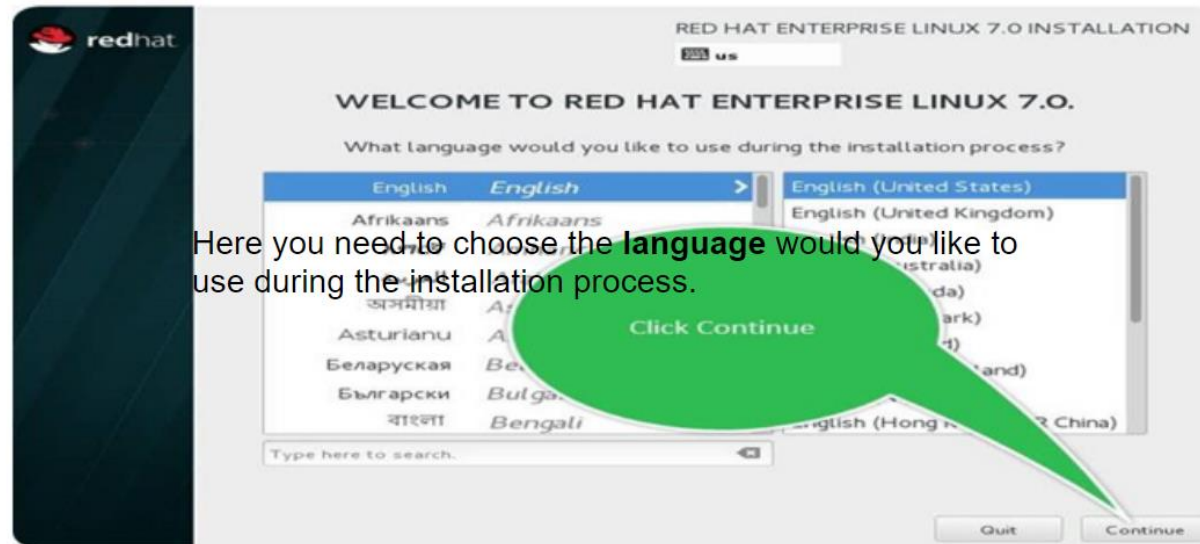 redhat
RED HAT ENTERPRISE LINUX 7.0 INSTALLATION
us
WELCOME TO RED HAT ENTERPRISE LINUX 7.0.
What language would you like to use during the installation process?
English English > English (United States)
Afrikaans Afrikaans English (United Kingdom)
Here you need to choose the language would you like to
use during the installation process.
অসমীয়া
Click Continue
Asturianu
Беларуская
Български
বাংলা Bengali
Type here to search.
Quit Continue